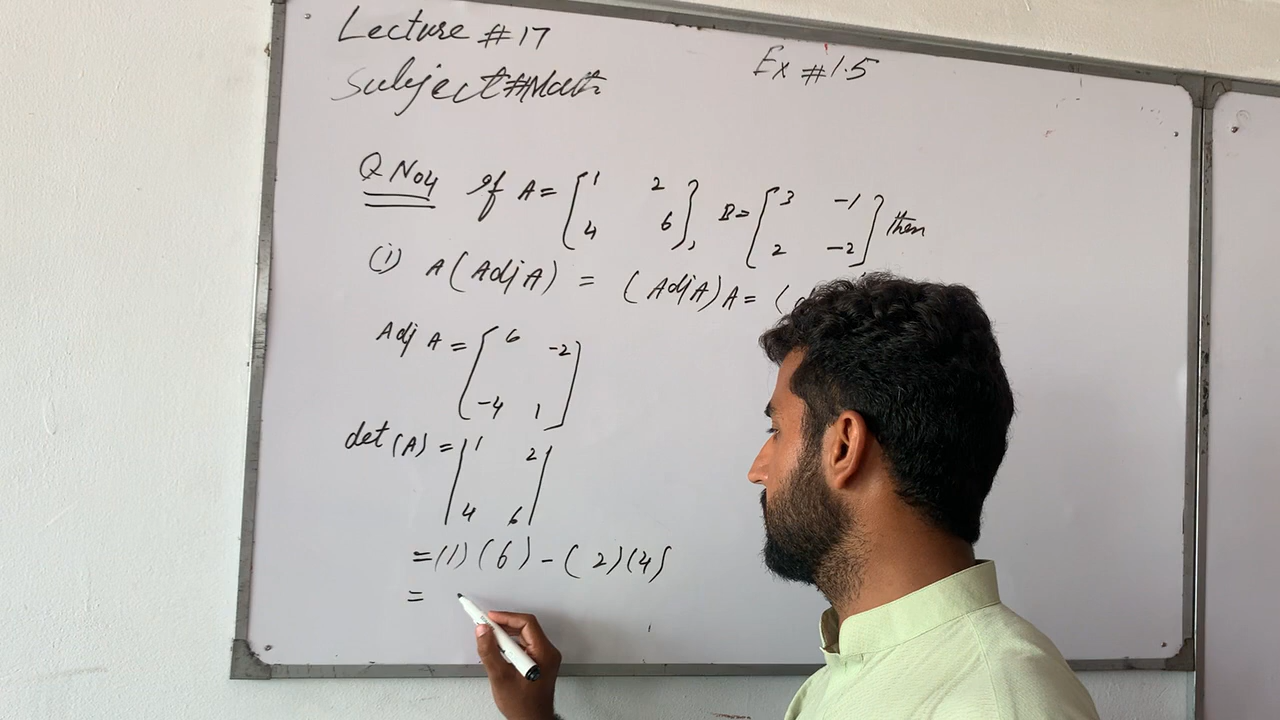 Lecture #17
Subject#Math
Ex #1.5
Q No4 If A = [1 2
4 6], B = [3 -1
2 -2] then
(i) A(Adj A) = (Adj A)A = (
Adj A = [6 -2
-4 1]
det(A) = |1 2
4 6|
= (1)(6) - (2)(4)
=